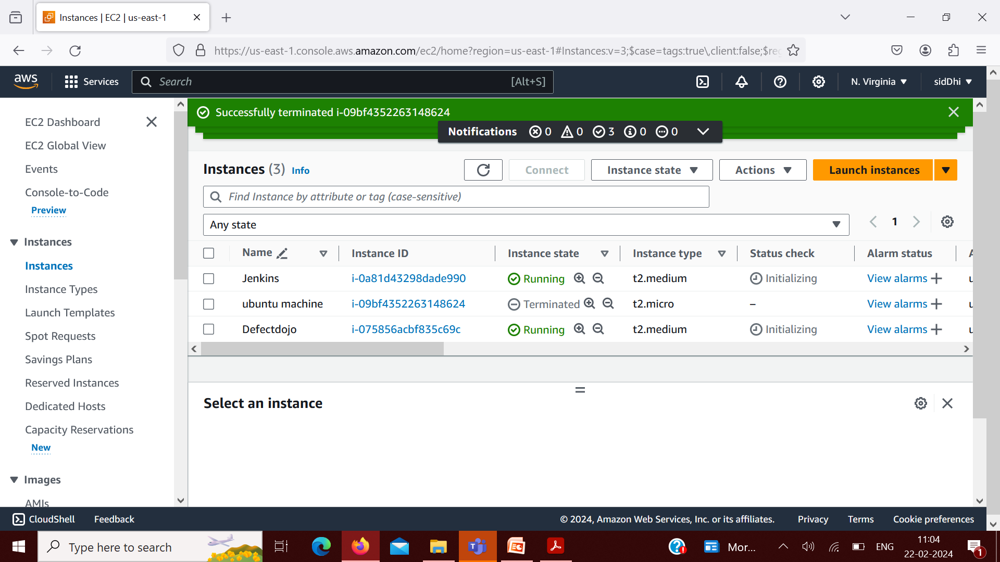 Instances | EC2 | us-east-1
https://us-east-1.console.aws.amazon.com/ec2/home?region=us-east-1#Instances:v=3;$case=tags:true\,client:false;$re
aws Services Search [Alt+S] N. Virginia sidDhi
EC2 Dashboard
EC2 Global View
Events
Console-to-Code
Preview
Instances
Instances
Instance Types
Launch Templates
Spot Requests
Savings Plans
Reserved Instances
Dedicated Hosts
Capacity Reservations
New
Images
AMIs
Successfully terminated i-09bf4352263148624
Notifications 0 0 3 0 0
Instances (3) Info Connect Instance state Actions Launch instances
Find Instance by attribute or tag (case-sensitive)
Any state 1
Name Instance ID Instance state Instance type Status check Alarm status A
Jenkins i-0a81d43298dade990 Running t2.medium Initializing View alarms + u
ubuntu machine i-09bf4352263148624 Terminated t2.micro – View alarms + u
Defectdojo i-075856acbf835c69c Running t2.medium Initializing View alarms + u
Select an instance
CloudShell Feedback © 2024, Amazon Web Services, Inc. or its affiliates. Privacy Terms Cookie preferences
Type here to search Mor... ENG 11:04
22-02-2024 1